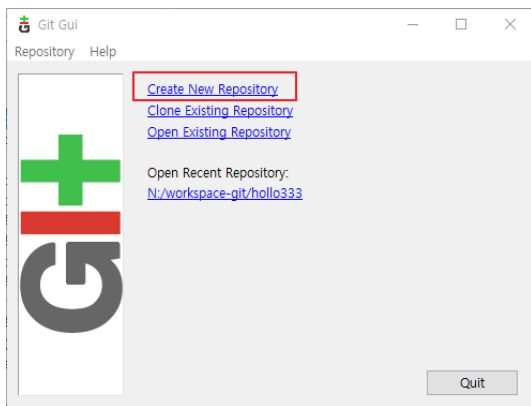 Git Gui
Repository Help
Create New Repository
Clone Existing Repository
Open Existing Repository
Open Recent Repository:
N:/workspace-git/hollo333
GIt
Quit